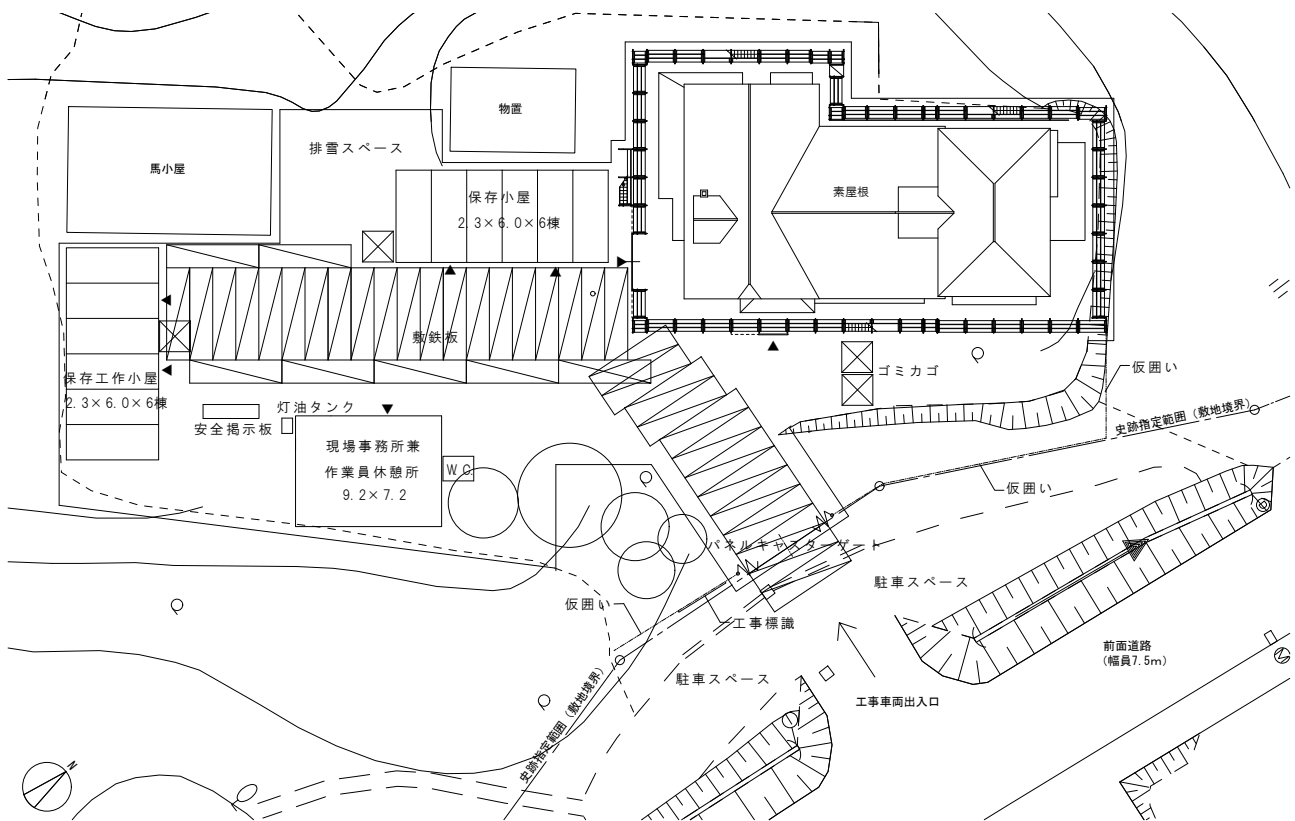 物置
排雪スペース
馬小屋
保存小屋
2.3×6.0×6棟
素屋根
敷鉄板
保存工作小屋
2.3×6.0×6棟
灯油タンク
安全掲示板
現場事務所兼
作業員休憩所
9.2×7.2
W.C.
ゴミカゴ
仮囲い
史跡指定範囲（敷地境界）
仮囲い
パネルキャスターゲート
駐車スペース
仮囲い
工事標識
前面道路
（幅員7.5m）
駐車スペース
工事車両出入口
史跡指定範囲（敷地境界）
N